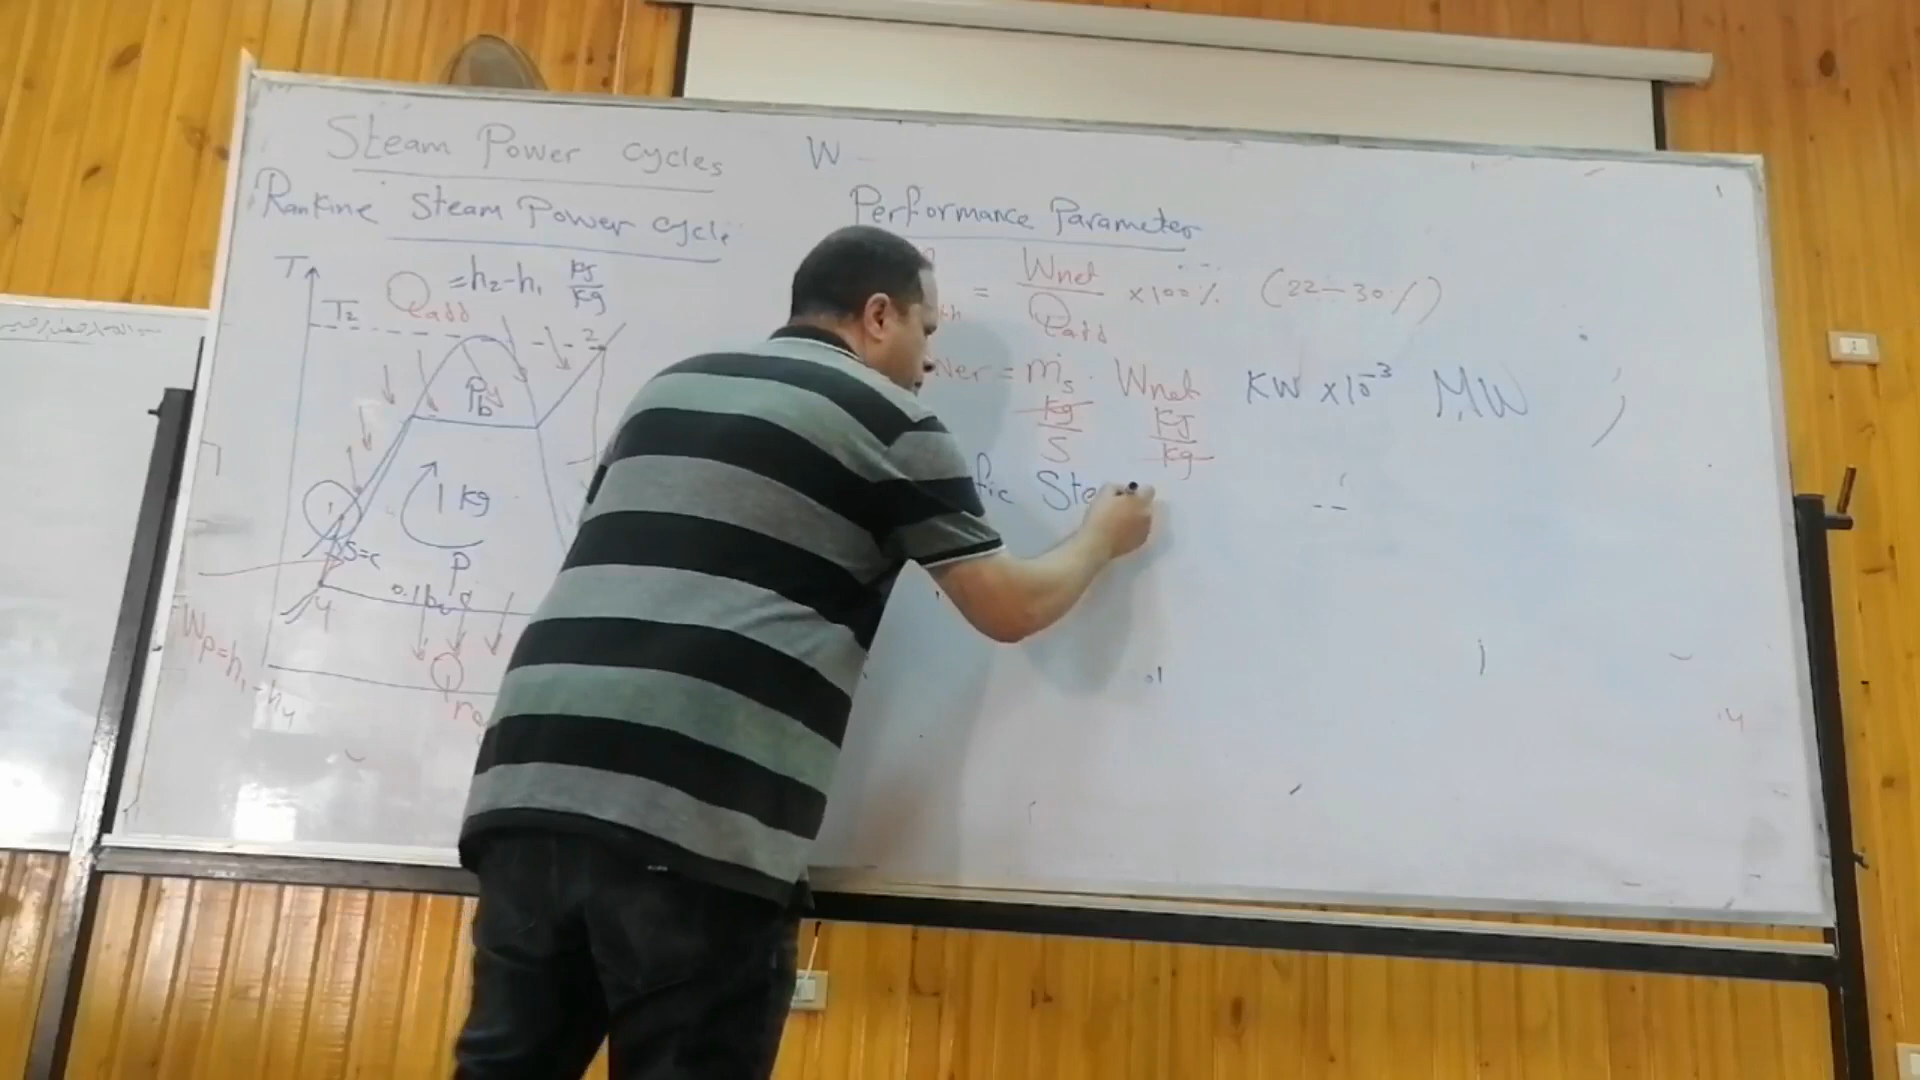 Steam Power cycles
Rankine Steam Power cycle
T
T2
Qadd = h2-h1 kJ/kg
2
Pb
1
1 kg
S=c
P
0.1 bar
4
Wp=h1-h4
Q
W
Performance Parameter
= Wnet / Qadd ×100% (22-30%)
wer = ṁs . Wnet KW ×10⁻³ MW
kg/S KJ/kg
fic Ste